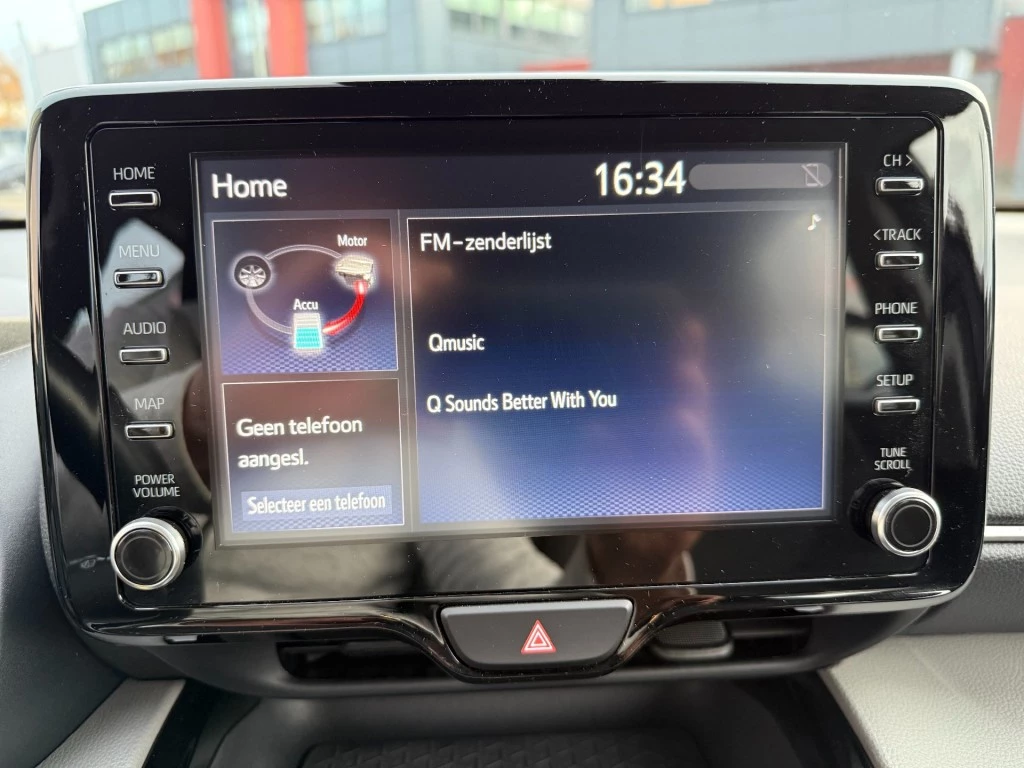 HOME
MENU
AUDIO
MAP
POWER
VOLUME
Home
16:34
Motor
Accu
Geen telefoon
aangesl.
Selecteer een telefoon
FM-zenderlijst
Qmusic
Q Sounds Better With You
CH >
< TRACK
PHONE
SETUP
TUNE
SCROLL